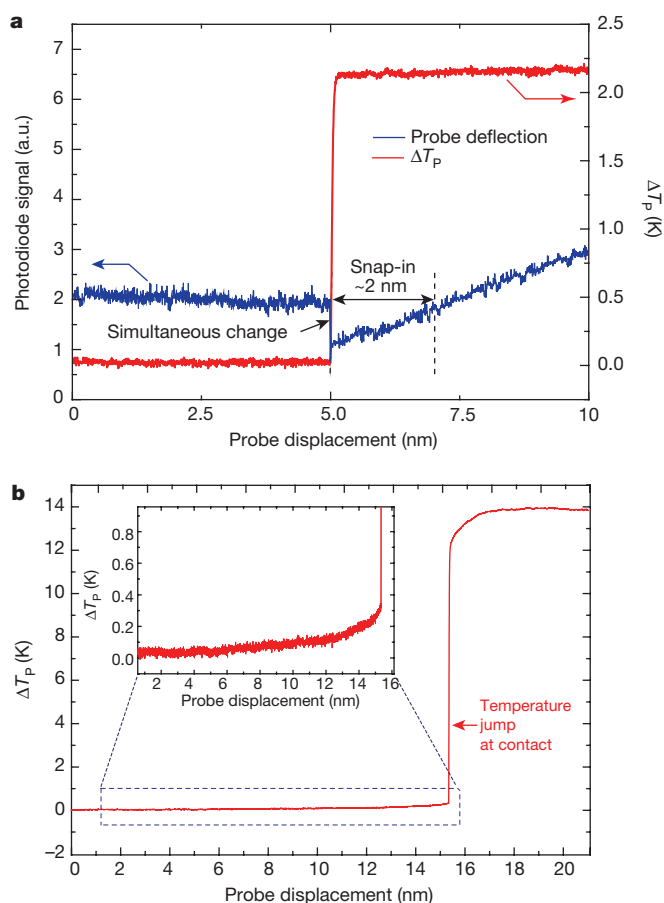 a
7
6
5
4
3
2
1
0
Photodiode signal (a.u.)
2.5
2.0
1.5
1.0
0.5
0.0
ΔTP (K)
Probe deflection
ΔTP
Snap-in
~2 nm
Simultaneous change
0 2.5 5.0 7.5 10
Probe displacement (nm)
b
14
12
10
8
6
4
2
0
−2
ΔTP (K)
0.8
0.6
0.4
0.2
0.0
ΔTP (K)
2 4 6 8 10 12 14 16
Probe displacement (nm)
Temperature
jump
at contact
0 2 4 6 8 10 12 14 16 18 20
Probe displacement (nm)